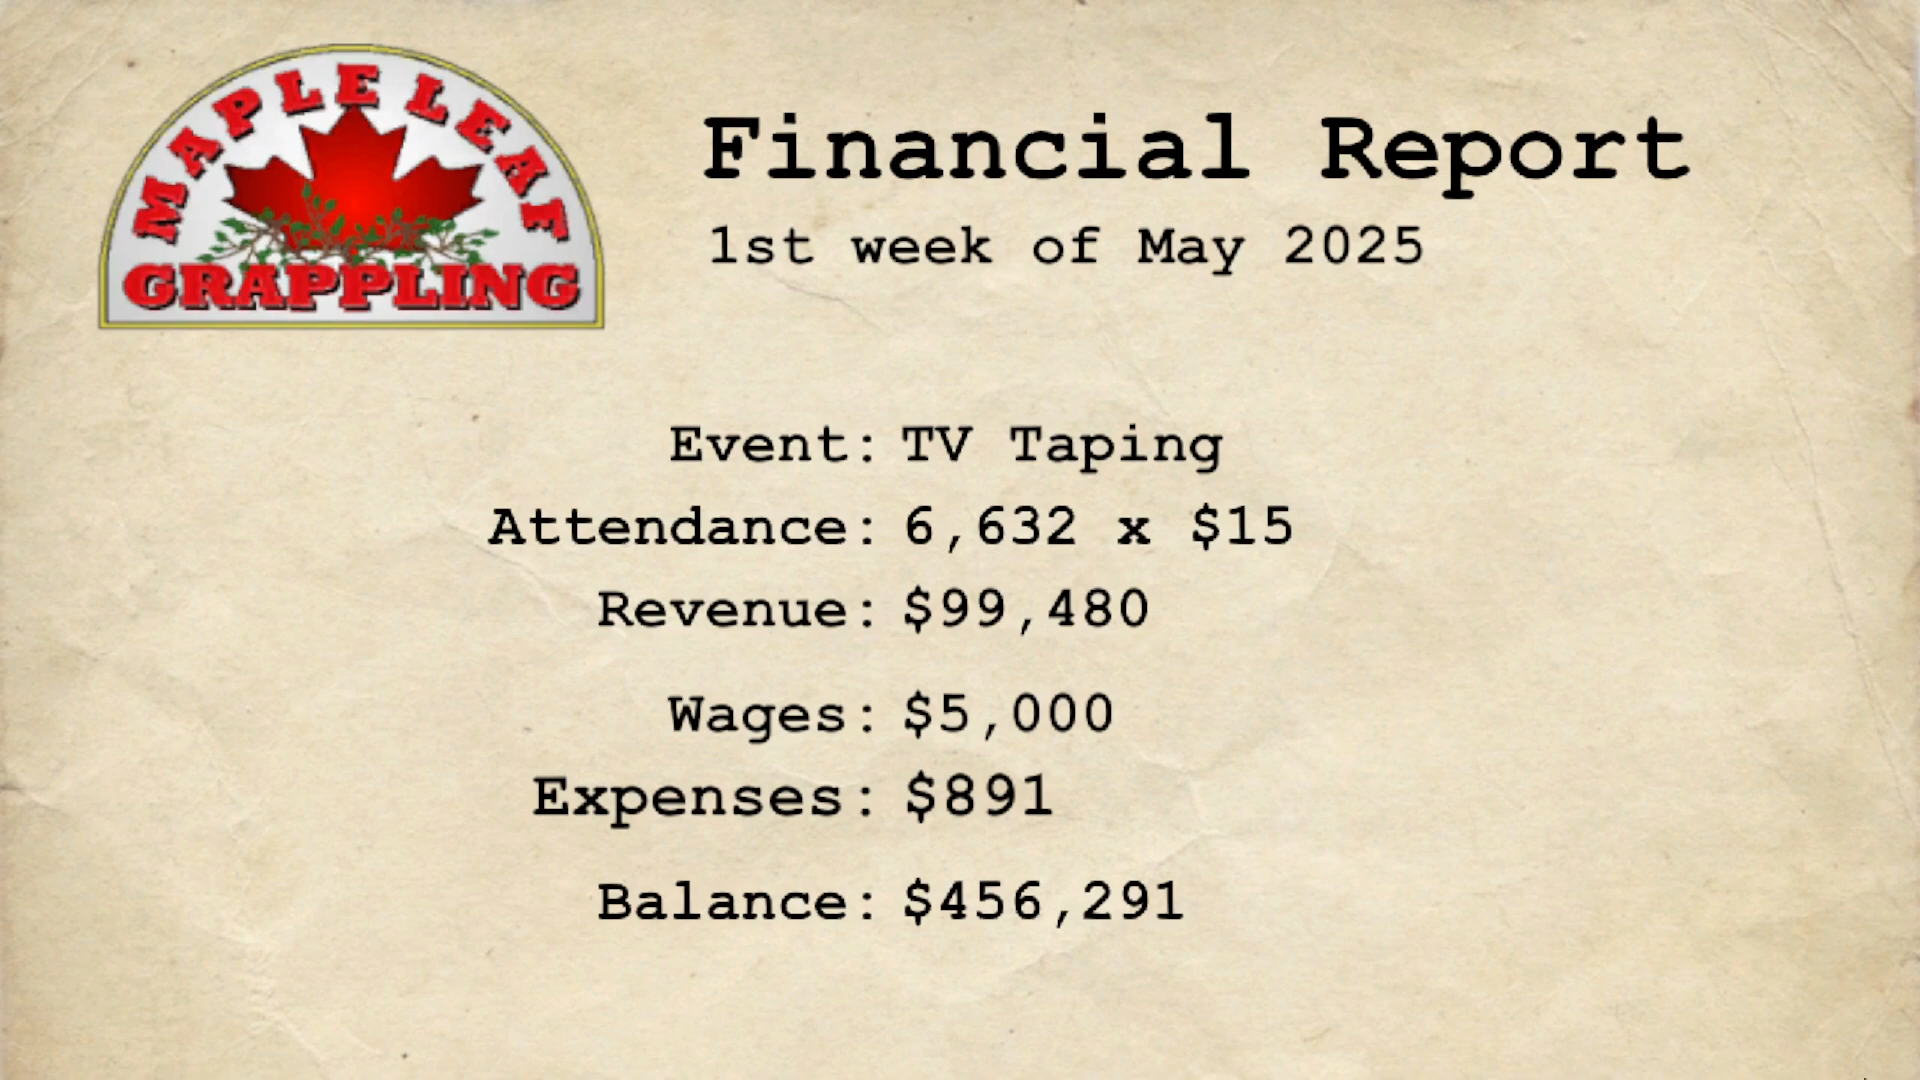 MAPLE LEAF
GRAPPLING
Financial Report
1st week of May 2025
Event: TV Taping
Attendance: 6,632 x $15
Revenue: $99,480
Wages: $5,000
Expenses: $891
Balance: $456,291